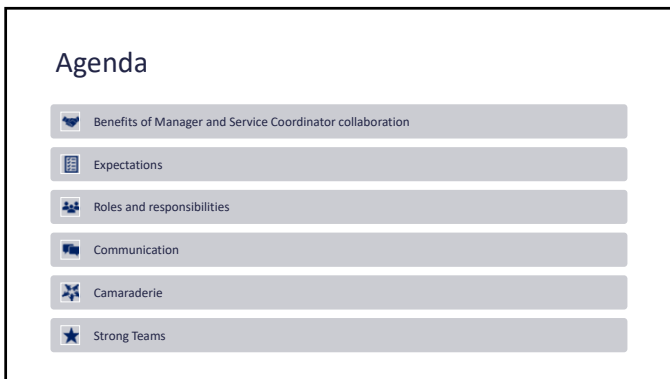 Agenda
Benefits of Manager and Service Coordinator collaboration
Expectations
Roles and responsibilities
Communication
Camaraderie
Strong Teams